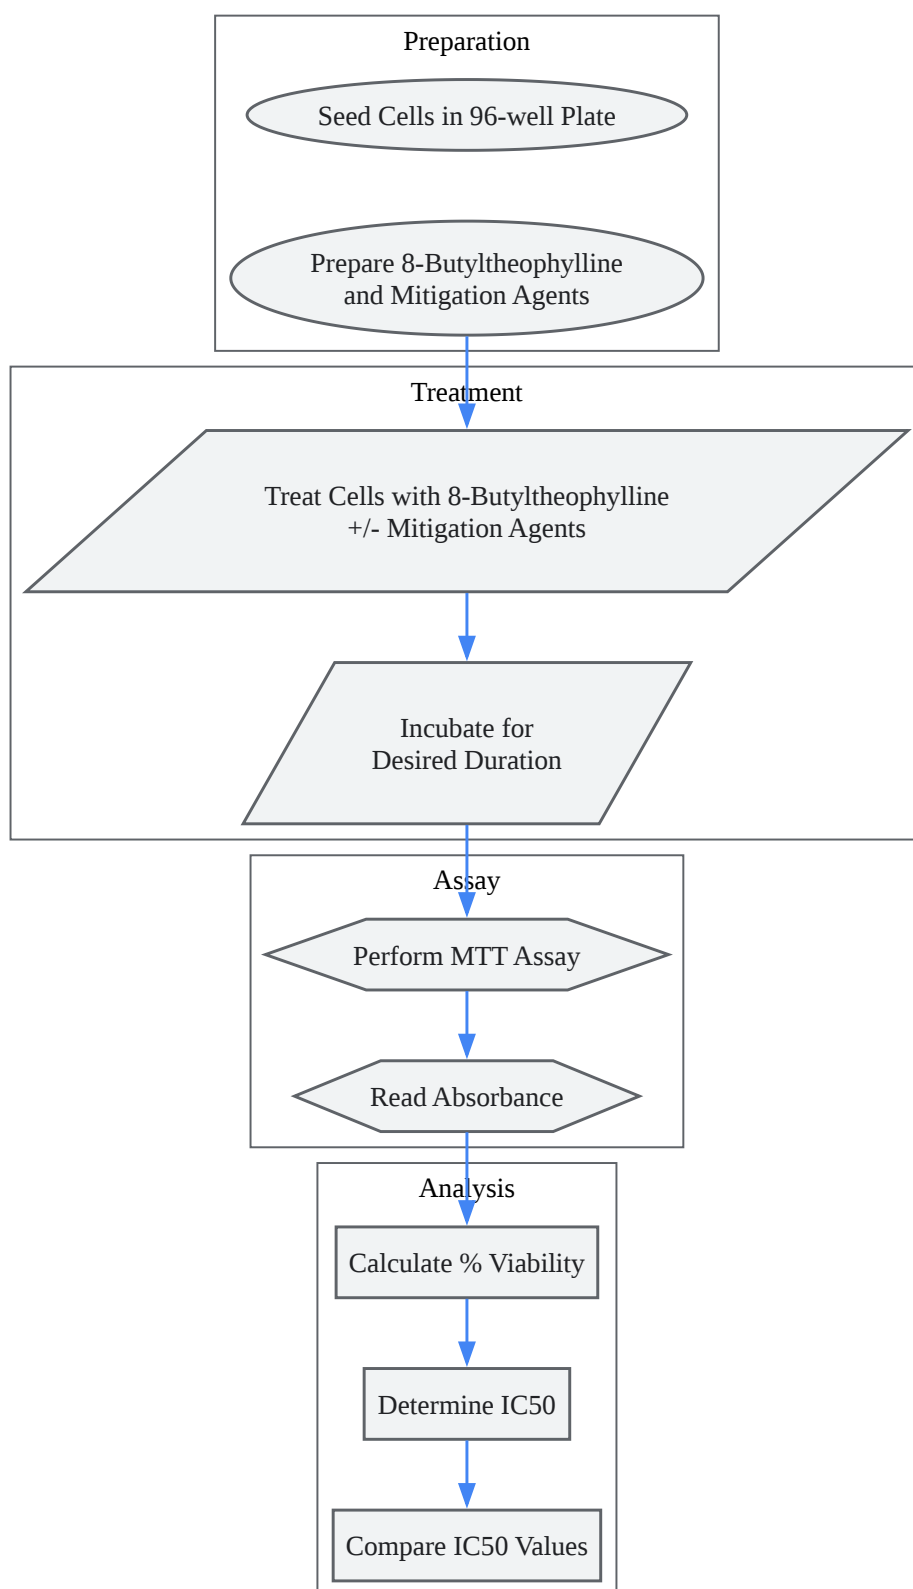 Preparation
Seed Cells in 96-well Plate
Prepare 8-Butyltheophylline
and Mitigation Agents
Treatment
Treat Cells with 8-Butyltheophylline
+/- Mitigation Agents
Incubate for
Desired Duration
Assay
Perform MTT Assay
Read Absorbance
Analysis
Calculate % Viability
Determine IC50
Compare IC50 Values